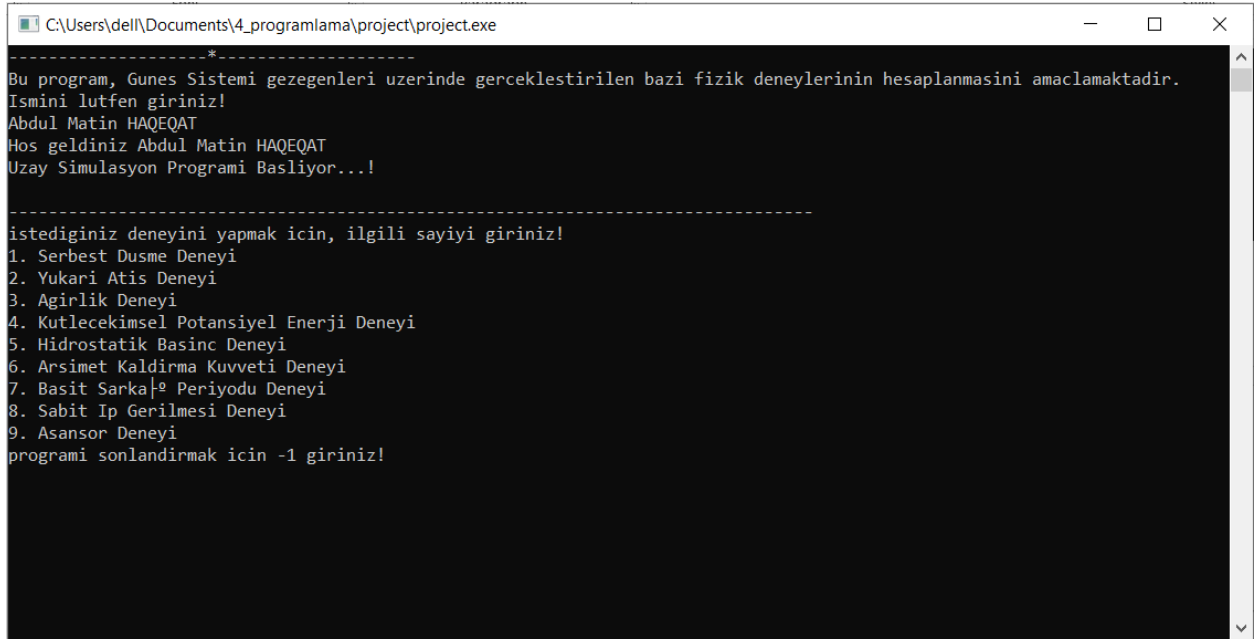 C:\Users\dell\Documents\4_programlama\project\project.exe
--------------------*--------------------
Bu program, Gunes Sistemi gezegenleri uzerinde gerceklestirilen bazi fizik deneylerinin hesaplanmasini amaclamaktadir.
Ismini lutfen giriniz!
Abdul Matin HAQEQAT
Hos geldiniz Abdul Matin HAQEQAT
Uzay Simulasyon Programi Basliyor...!
---------------------------------------------------------------------------------
istediginiz deneyini yapmak icin, ilgili sayiyi giriniz!
1. Serbest Dusme Deneyi
2. Yukari Atis Deneyi
3. Agirlik Deneyi
4. Kutlecekimsel Potansiyel Enerji Deneyi
5. Hidrostatik Basinc Deneyi
6. Arsimet Kaldirma Kuvveti Deneyi
7. Basit Sarka├º Periyodu Deneyi
8. Sabit Ip Gerilmesi Deneyi
9. Asansor Deneyi
programi sonlandirmak icin -1 giriniz!